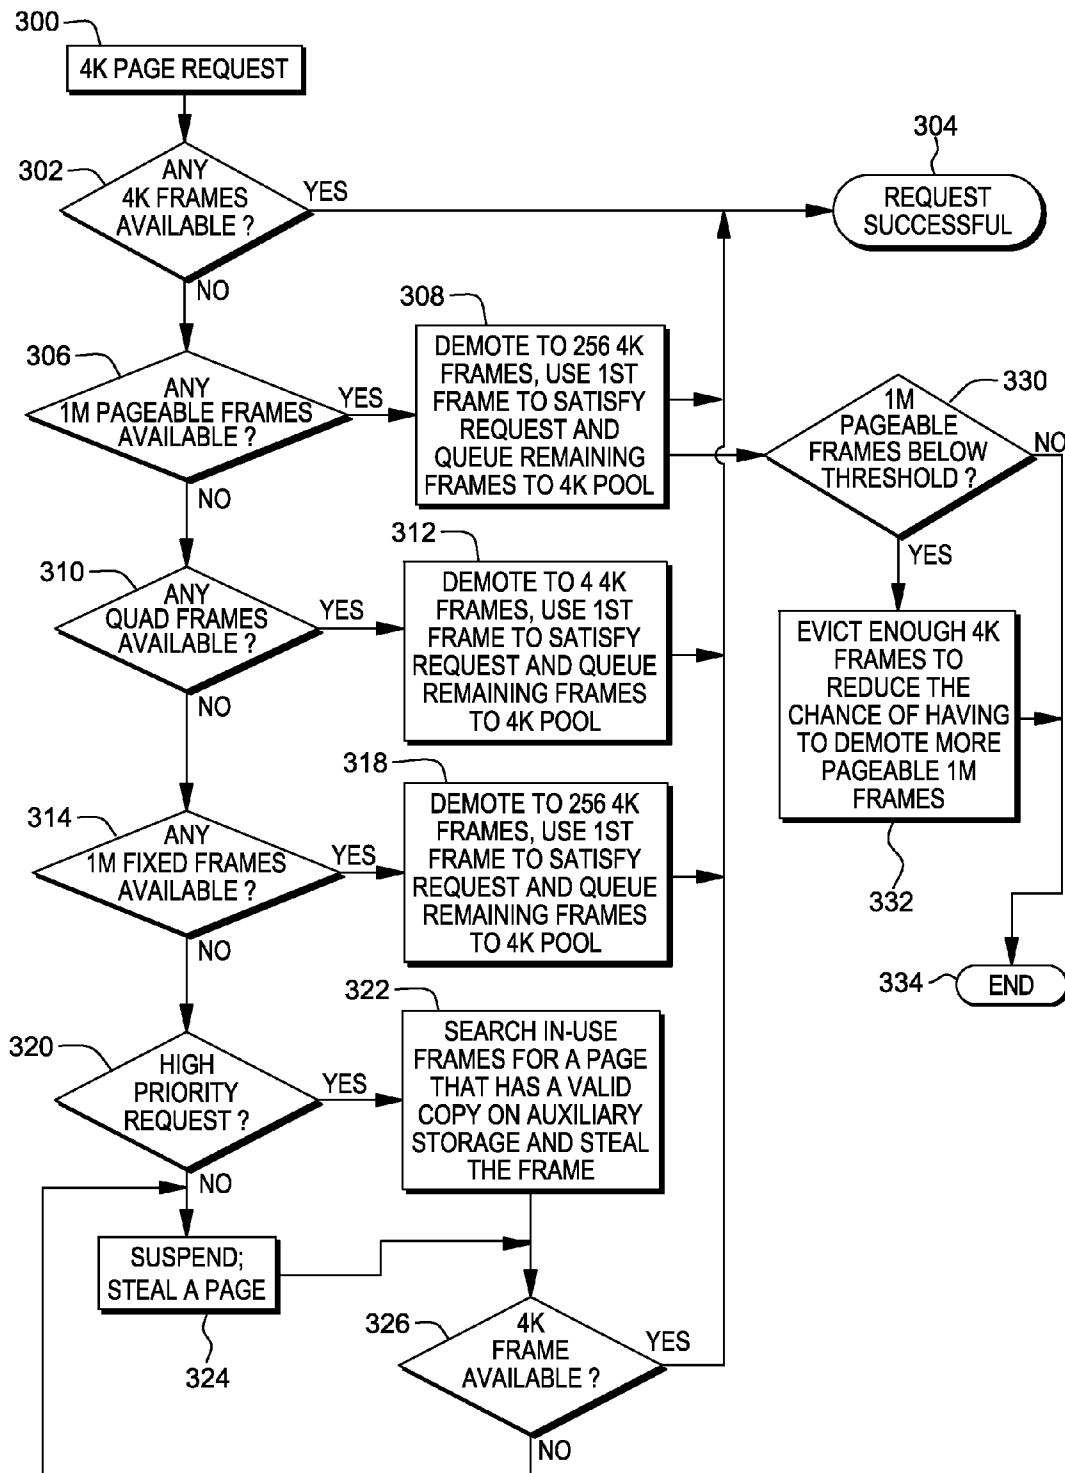 300
4K PAGE REQUEST
304
302
ANY
4K FRAMES
AVAILABLE ?
YES
REQUEST
SUCCESSFUL
NO
308
306
ANY
1M PAGEABLE FRAMES
AVAILABLE ?
YES
DEMOTE TO 256 4K
FRAMES, USE 1ST
FRAME TO SATISFY
REQUEST AND
QUEUE REMAINING
FRAMES TO 4K POOL
330
1M
PAGEABLE
FRAMES BELOW
THRESHOLD ?
NO
NO
YES
312
310
ANY
QUAD FRAMES
AVAILABLE ?
YES
DEMOTE TO 4 4K
FRAMES, USE 1ST
FRAME TO SATISFY
REQUEST AND QUEUE
REMAINING FRAMES
TO 4K POOL
EVICT ENOUGH 4K
FRAMES TO
REDUCE THE
CHANCE OF HAVING
TO DEMOTE MORE
PAGEABLE 1M
FRAMES
332
NO
318
314
ANY
1M FIXED FRAMES
AVAILABLE ?
YES
DEMOTE TO 256 4K
FRAMES, USE 1ST
FRAME TO SATISFY
REQUEST AND QUEUE
REMAINING FRAMES
TO 4K POOL
NO
334
END
322
320
HIGH
PRIORITY
REQUEST ?
YES
SEARCH IN-USE
FRAMES FOR A PAGE
THAT HAS A VALID
COPY ON AUXILIARY
STORAGE AND STEAL
THE FRAME
NO
SUSPEND;
STEAL A PAGE
324
326
4K
FRAME
AVAILABLE ?
YES
NO